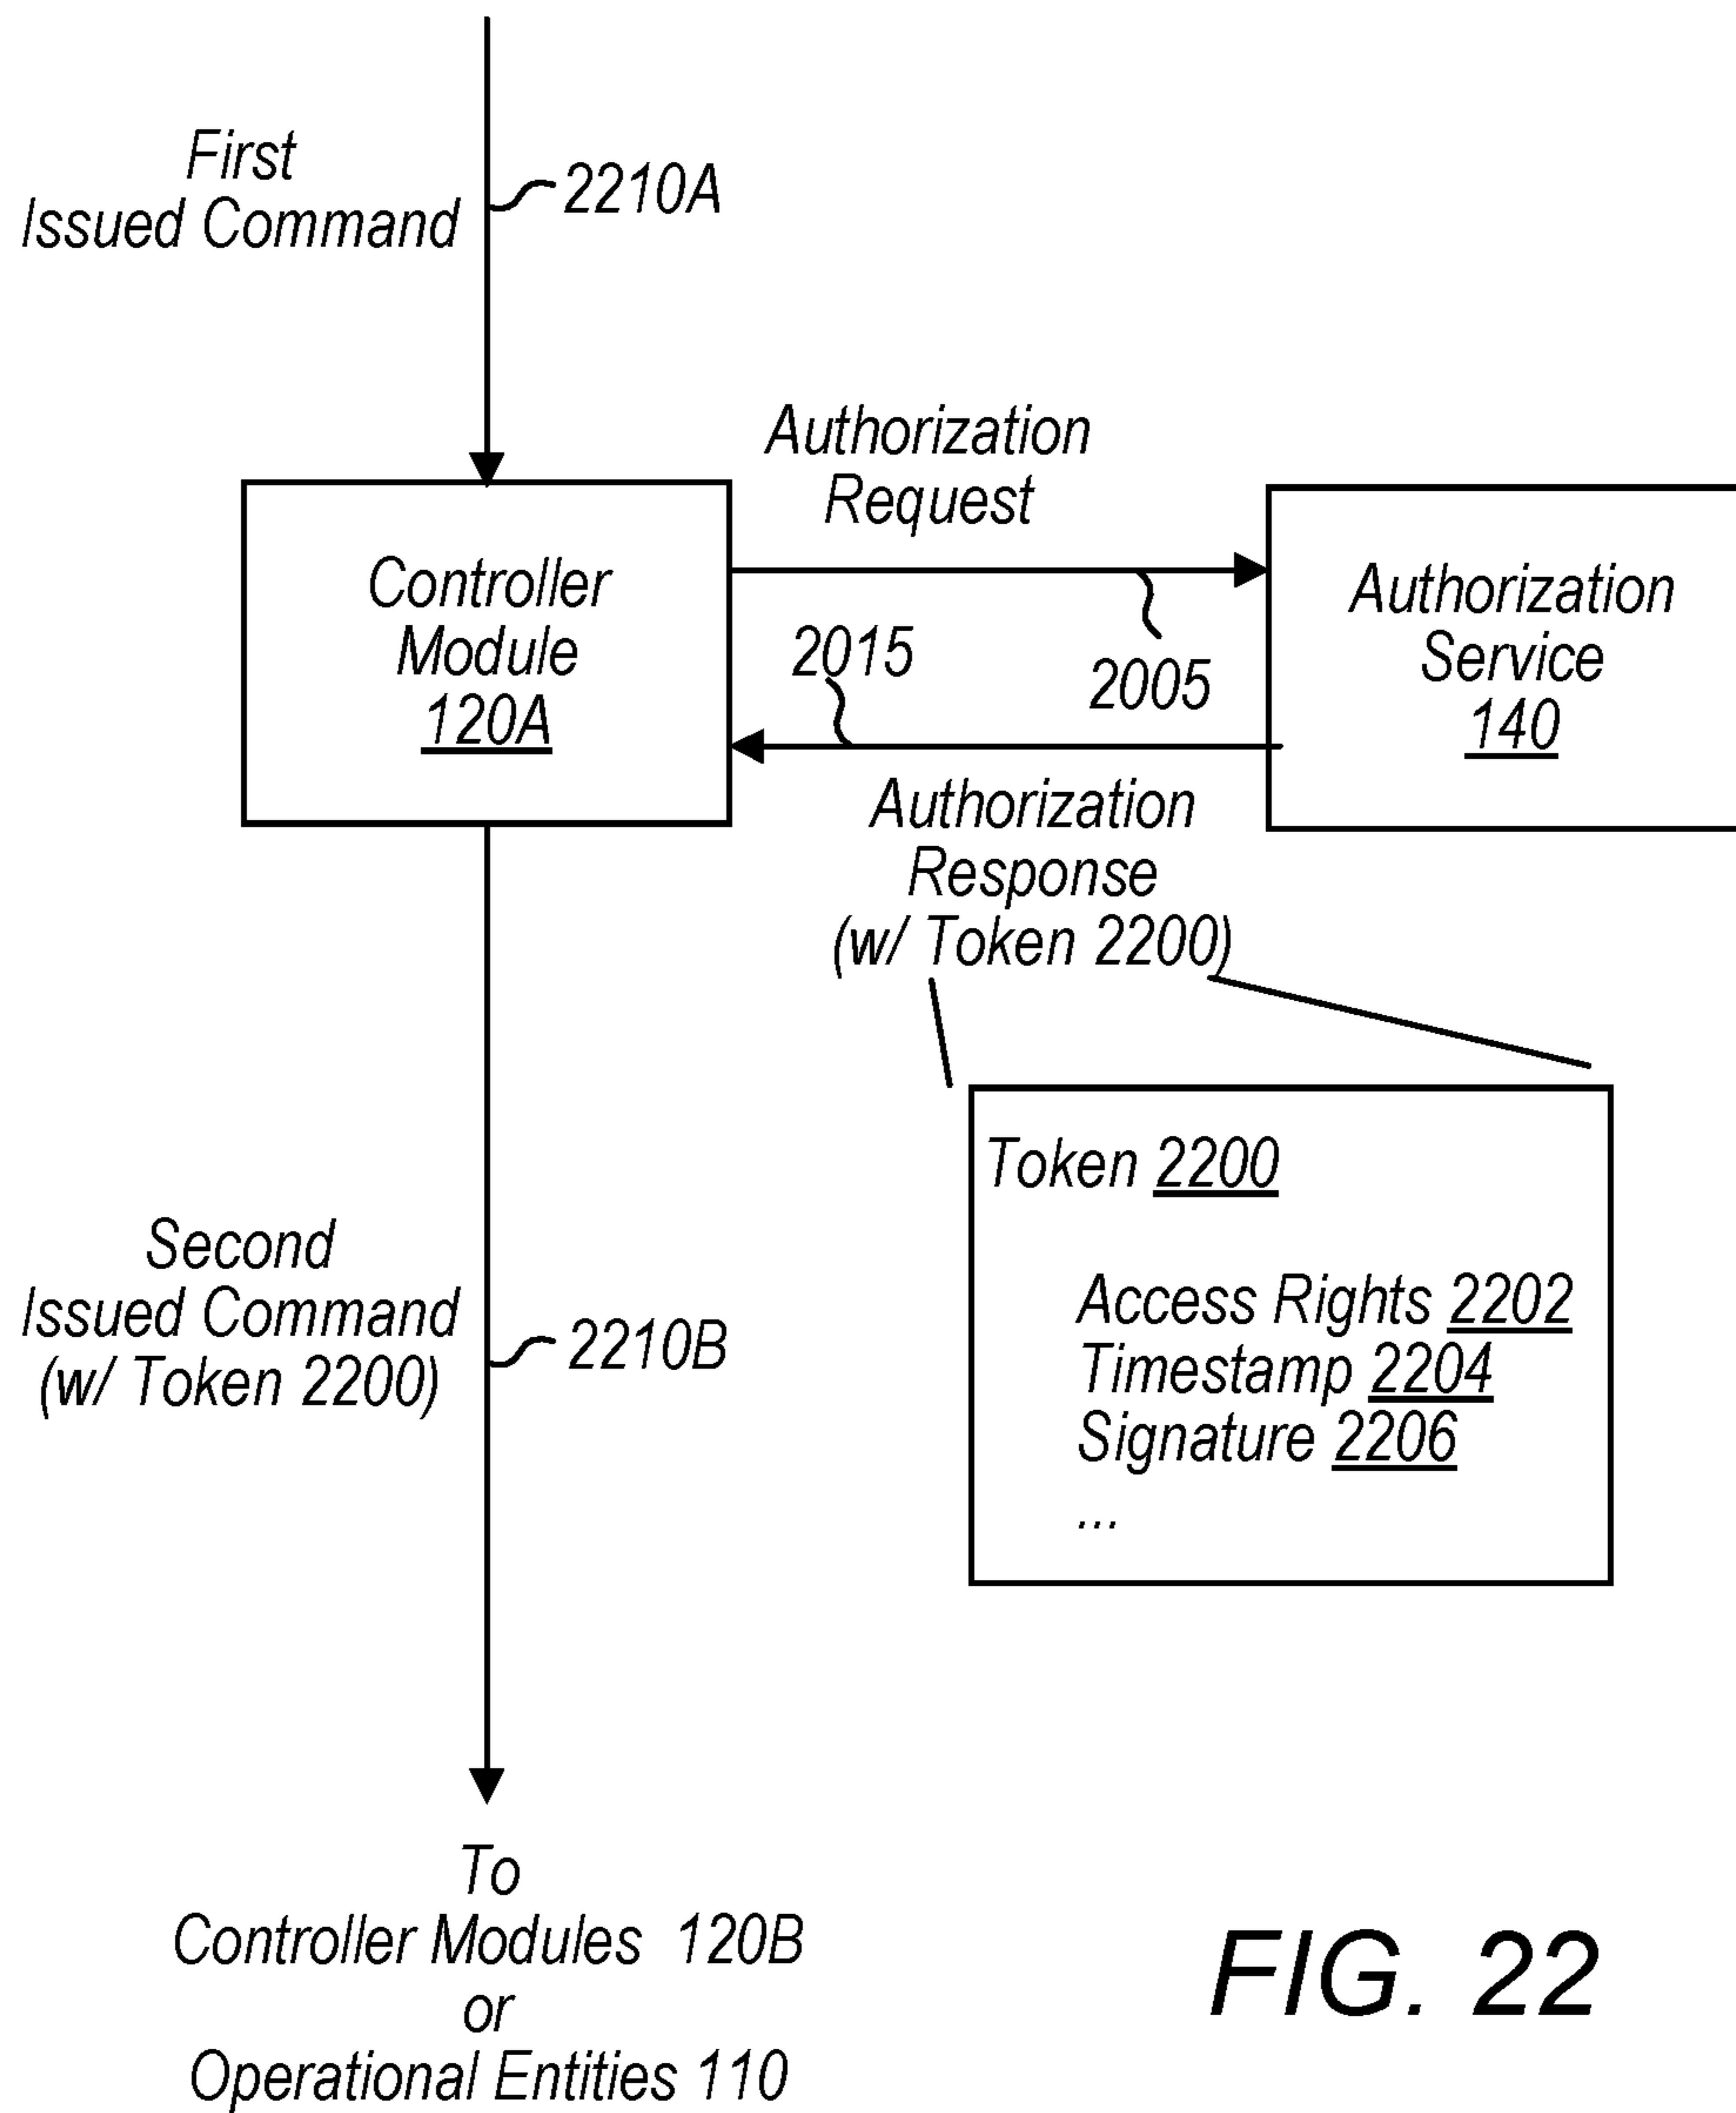 First
Issued Command
2210A
Authorization
Request
Controller
Module
120A
2015
2005
Authorization
Service
140
Authorization
Response
(w/ Token 2200)
Token 2200
Access Rights 2202
Timestamp 2204
Signature 2206
...
Second
Issued Command
(w/ Token 2200)
2210B
To
Controller Modules 120B
or
Operational Entities 110
FIG. 22